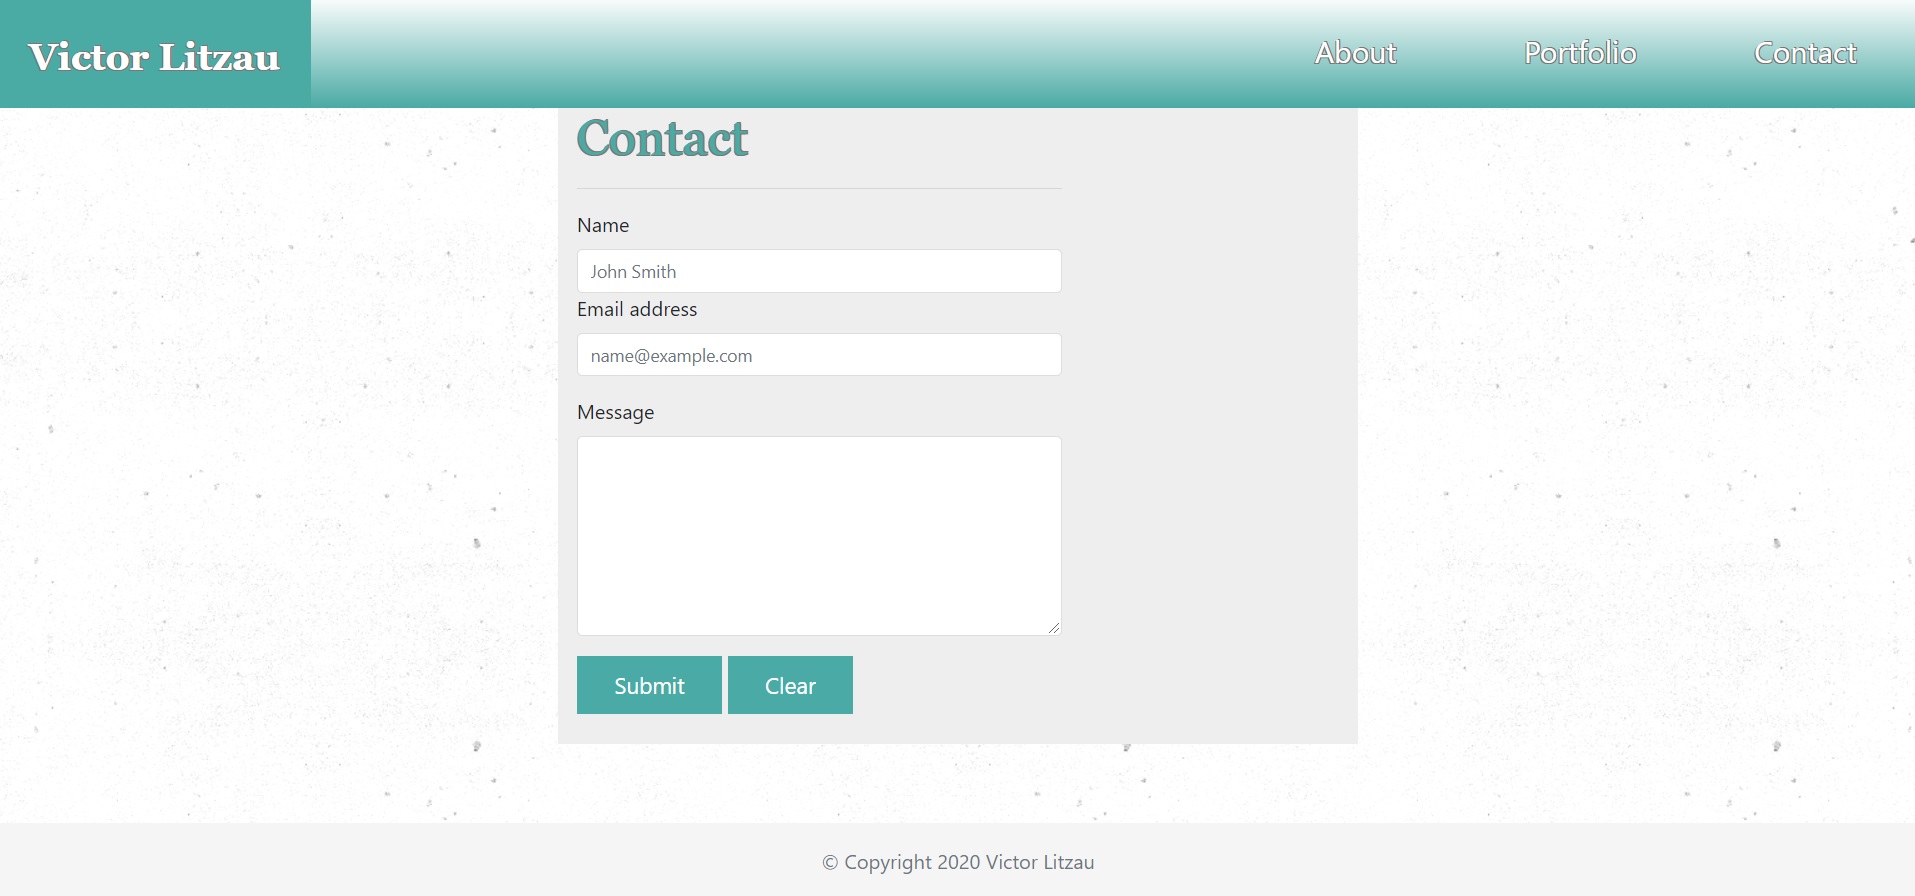 Victor Litzau
About Portfolio Contact
Contact
Name
John Smith
Email address
name@example.com
Message
Submit Clear
© Copyright 2020 Victor Litzau